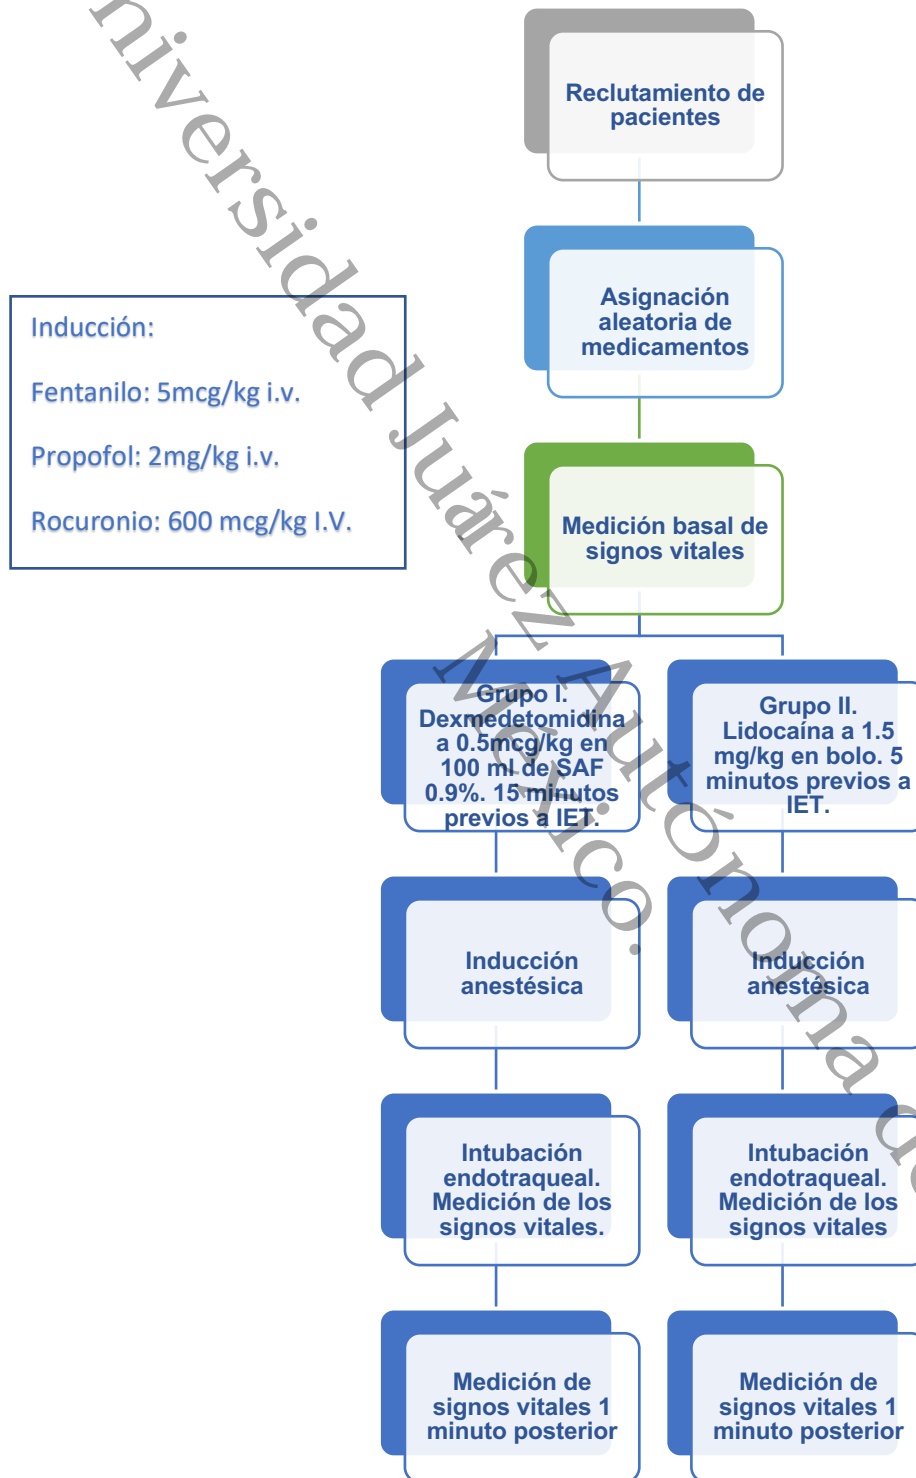 Reclutamiento de
pacientes
Asignación
aleatoria de
medicamentos
Inducción:
Fentanilo: 5mcg/kg i.v.
Propofol: 2mg/kg i.v.
Rocuronio: 600 mcg/kg I.V.
Medición basal de
signos vitales
Grupo I.
Dexmedetomidina
a 0.5mcg/kg en
100 ml de SAF
0.9%. 15 minutos
previos a IET.
Grupo II.
Lidocaína a 1.5
mg/kg en bolo. 5
minutos previos a
IET.
Inducción
anestésica
Inducción
anestésica
Intubación
endotraqueal.
Medición de los
signos vitales.
Intubación
endotraqueal.
Medición de los
signos vitales
Medición de
signos vitales 1
minuto posterior
Medición de
signos vitales 1
minuto posterior
niversidad Juárez Autónoma de
México.